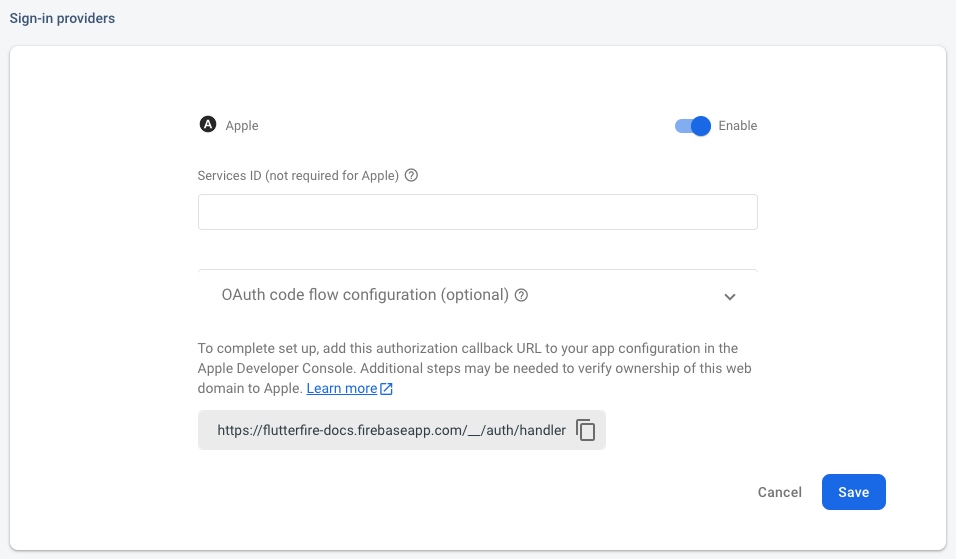 Sign-in providers
Apple
Enable
Services ID (not required for Apple)
OAuth code flow configuration (optional)
To complete set up, add this authorization callback URL to your app configuration in the
Apple Developer Console. Additional steps may be needed to verify ownership of this web
domain to Apple. Learn more
https://flutterfire-docs.firebaseapp.com/__/auth/handler
Cancel
Save